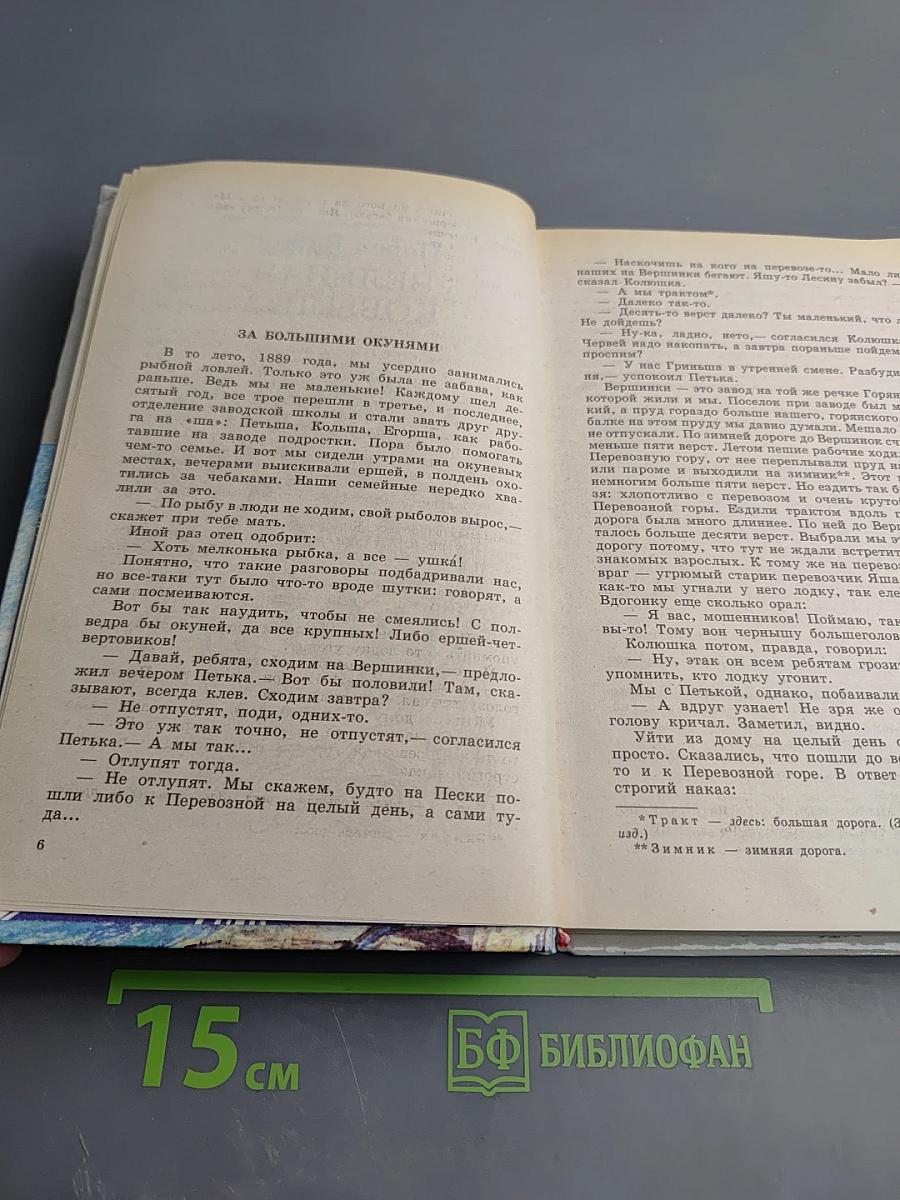 ЗА БОЛЬШИМИ ОКУНЯМИ
В то лето, 1889 года, мы усердно занимались
рыбной ловлей. Только это уж была не забава, как
раньше. Ведь мы не маленькие! Каждому шел де-
сятый год, все трое перешли в третье, и последнее,
отделение заводской школы и стали звать друг дру-
га на «ша»: Петьша, Кольша, Егорша, как рабо-
тавшие на заводе подростки. Пора было помогать
чем-то семье. И вот мы сидели утрами на окуневых
местах, вечерами выискивали ершей, в полдень охо-
тились за чебаками. Наши семейные нередко хва-
лили за это.
— По рыбу в люди не ходим, свой рыболов вырос,—
скажет при тебе мать.
Иной раз отец одобрит:
— Хоть мелконька рыбка, а все — ушка́!
Понятно, что такие разговоры подбадривали нас,
но все-таки тут было что-то вроде шутки: говорят, а
сами посмеиваются.
Вот бы так наудить, чтобы не смеялись! С пол-
ведра бы окуней, да все крупных! Либо ершей-чет-
вертовиков!
— Давай, ребята, сходим на Вершинки,— предло-
жил вечером Петька.— Вот бы половили! Там, ска-
зывают, всегда клев. Сходим завтра?
— Не отпустят, поди, одних-то.
— Это уж так точно, не отпустят,— согласился
Петька.— А мы так...
— Отлупят тогда.
— Не отлупят. Мы скажем, будто на Пески по-
шли либо к Перевозной на целый день, а сами ту-
да...
6
— Наскочишь на кого на перевозе-то... Мало ли
наших на Вершинки бегают. Яшу-то Лесину забыл? —
сказал Колюшка.
— А мы трактом*.
— Далеко так-то.
— Десять-то верст далеко? Ты маленький, что л
Не дойдешь?
— Ну-ка, ладно, нето,— согласился Колюшк
Червей надо накопать, а завтра пораньше пойдем
проспим?
— У нас Гриньша в утренней смене. Разбуди
ня,— успокоил Петька.
Вершинки — это завод на той же речке Горян
которой жили и мы. Поселок при заводе был м
кий, а пруд гораздо больше нашего, горянского.
балке на этом пруду мы давно думали. Мешало
не отпускали. По зимней дороге до Вершинок сч
меньше пяти верст. Летом пешие рабочие ходил
Перевозную гору, от нее переплывали пруд на
или пароме и выходили на зимник**. Этот п
немногим больше пяти верст. Но ездить так б
зя: хлопотливо с перевозом и очень круто
Перевозной горы. Ездили трактом вдоль п
дорога была много длиннее. По ней до Верш
талось больше десяти верст. Выбрали мы э
дорогу потому, что тут не ждали встретит
знакомых взрослых. К тому же на перево
враг — угрюмый старик перевозчик Яша
как-то мы угнали у него лодку, так еле
Вдогонку еще сколько орал:
— Я вас, мошенников! Поймаю, так
вы-то! Тому вон чернышу большеголов
Колюшка потом, правда, говорил:
— Ну, этак он всем ребятам грозит
упомнить, кто лодку угонит.
Мы с Петькой, однако, побаивали
— А вдруг узнает! Не зря же о
голову кричал. Заметил, видно.
Уйти из дому на целый день
просто. Сказались, что пошли до в
то и к Перевозной горе. В ответ
строгий наказ:
* Тракт — здесь: большая дорога. (З
изд.)
** Зимник — зимняя дорога.
15 см
БФ БИБЛИОФАН